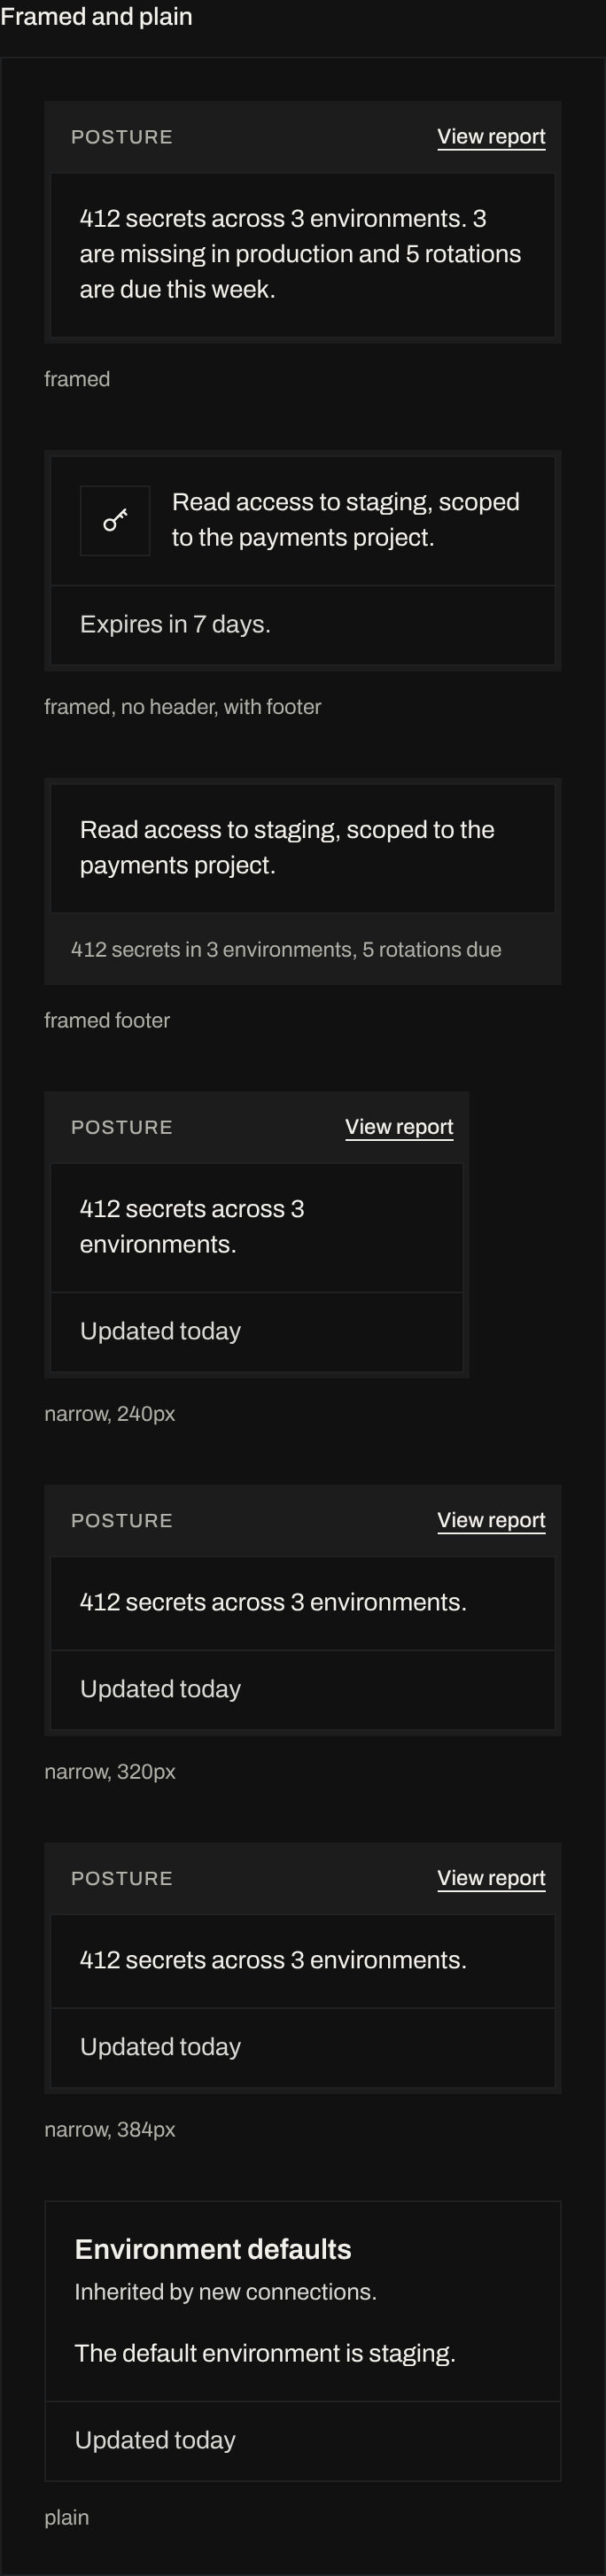 Framed and plain
POSTURE
View report
412 secrets across 3 environments. 3
are missing in production and 5 rotations
are due this week.
framed
Read access to staging, scoped
to the payments project.
Expires in 7 days.
framed, no header, with footer
Read access to staging, scoped to the
payments project.
412 secrets in 3 environments, 5 rotations due
framed footer
POSTURE
View report
412 secrets across 3
environments.
Updated today
narrow, 240px
POSTURE
View report
412 secrets across 3 environments.
Updated today
narrow, 320px
POSTURE
View report
412 secrets across 3 environments.
Updated today
narrow, 384px
Environment defaults
Inherited by new connections.
The default environment is staging.
Updated today
plain